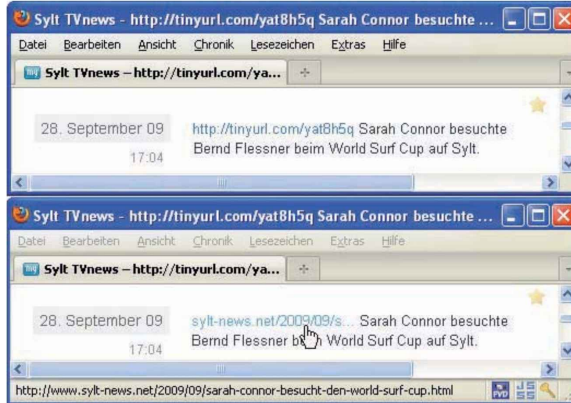 Sylt TVnews - http://tinyurl.com/yat8h5q Sarah Connor besuchte ...
Datei Bearbeiten Ansicht Chronik Lesezeichen Extras Hilfe
Sylt TVnews – http://tinyurl.com/ya...
28. September 09 http://tinyurl.com/yat8h5q Sarah Connor besuchte
17:04 Bernd Flessner beim World Surf Cup auf Sylt.
Sylt TVnews - http://tinyurl.com/yat8h5q Sarah Connor besuchte ...
Datei Bearbeiten Ansicht Chronik Lesezeichen Extras Hilfe
Sylt TVnews – http://tinyurl.com/ya...
28. September 09 sylt-news.net/2009/09/s... Sarah Connor besuchte
17:04 Bernd Flessner World Surf Cup auf Sylt.
http://www.sylt-news.net/2009/09/sarah-connor-besucht-den-world-surf-cup.html